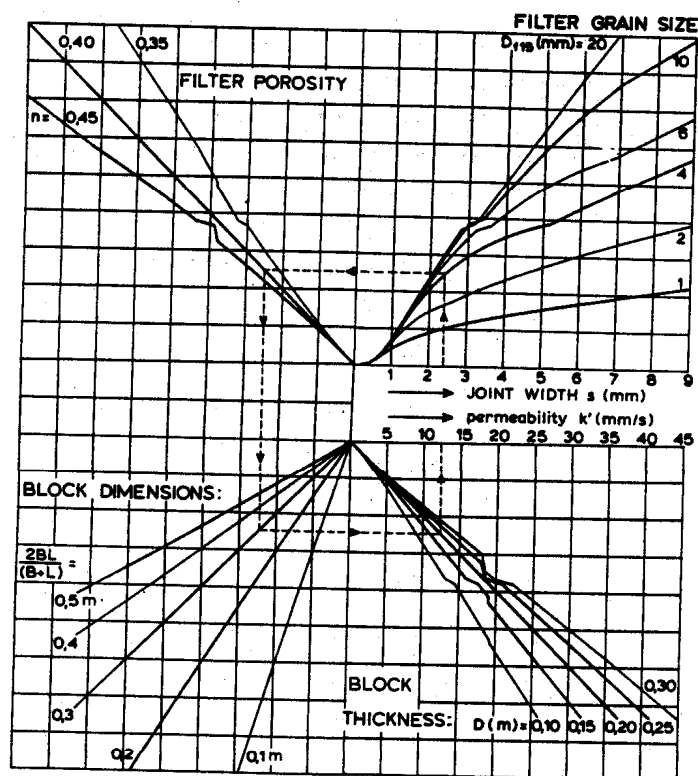 FILTER GRAIN SIZE
0,40 0,35 Df15(mm)= 20
10
FILTER POROSITY
n= 0,45
6
4
2
1
1 2 3 4 5 6 7 8 9
JOINT WIDTH s (mm)
permeability k'(mm/s)
5 10 15 20 25 30 35 40 45
BLOCK DIMENSIONS:
2BL
(B+L) =
0,5 m
0,4
0,3
0,2
0,1 m
BLOCK
THICKNESS: D(m)= 0,10 0,15 0,20 0,25
0,30